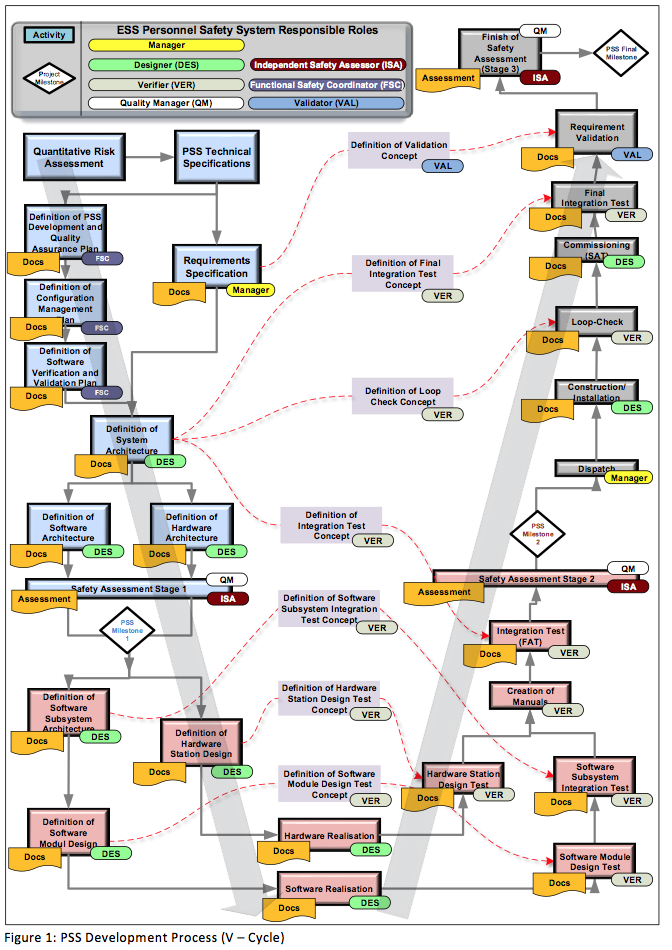 ESS Personnel Safety System Responsible Roles
Activity
Project
Milestone
Manager
Designer (DES)
Independent Safety Assessor (ISA)
Verifier (VER)
Functional Safety Coordinator (FSC)
Quality Manager (QM)
Validator (VAL)
QM
Finish of
Safety
Assessment
(Stage 3)
Assessment
ISA
PSS Final
Milestone
Quantitative Risk
Assessment
PSS Technical
Specifications
Definition of Validation
Concept
VAL
Requirement
Validation
Docs
VAL
Definition of PSS
Development and
Quality
Assurance Plan
Docs
FSC
Requirements
Specification
Docs
Manager
Final
Integration Test
Docs
VER
Definition of Final
Integration Test
Concept
VER
Commissioning
(SAT)
Docs
DES
Definition of
Configuration
Management
Plan
Docs
FSC
Loop-Check
Docs
VER
Definition of
Software
Verification and
Validation Plan
Docs
FSC
Definition of Loop
Check Concept
VER
Construction/
Installation
Docs
DES
Definition of
System
Architecture
Docs
DES
Dispatch
Manager
Definition of
Software
Architecture
Docs
DES
Definition of
Hardware
Architecture
Docs
DES
Definition of
Integration Test
Concept
VER
PSS
Milestone
2
QM
Safety Assessment Stage 1
Assessment
ISA
QM
Safety Assessment Stage 2
Assessment
ISA
PSS
Milestone
1
Definition of Software
Subsystem Integration
Test Concept
VER
Integration Test
(FAT)
Docs
VER
Creation of
Manuals
VER
Definition of
Software
Subsystem
Architecture
Docs
DES
Definition of
Hardware
Station Design
Docs
DES
Definition of Hardware
Station Design Test
Concept
VER
Definition of Software
Module Design Test
Concept
VER
Hardware Station
Design Test
Docs
VER
Software
Subsystem
Integration Test
Docs
VER
Definition of
Software
Modul Design
Docs
DES
Hardware Realisation
Docs
DES
Software Module
Design Test
Docs
VER
Software Realisation
Docs
DES
Figure 1: PSS Development Process (V – Cycle)